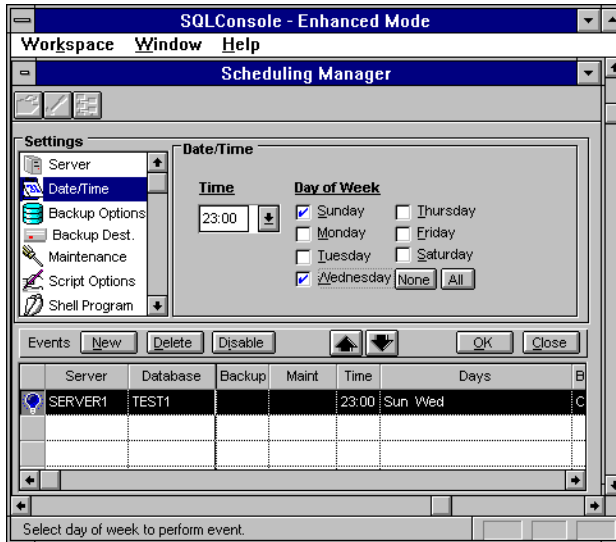 SQLConsole - Enhanced Mode
Workspace Window Help
Scheduling Manager
Settings
Server
Date/Time
Backup Options
Backup Dest.
Maintenance
Script Options
Shell Program
Date/Time
Time
23:00
Day of Week
Sunday Thursday
Monday Friday
Tuesday Saturday
Wednesday None All
Events New Delete Disable OK Close
Server Database Backup Maint Time Days B
SERVER1 TEST1 23:00 Sun Wed C
Select day of week to perform event.